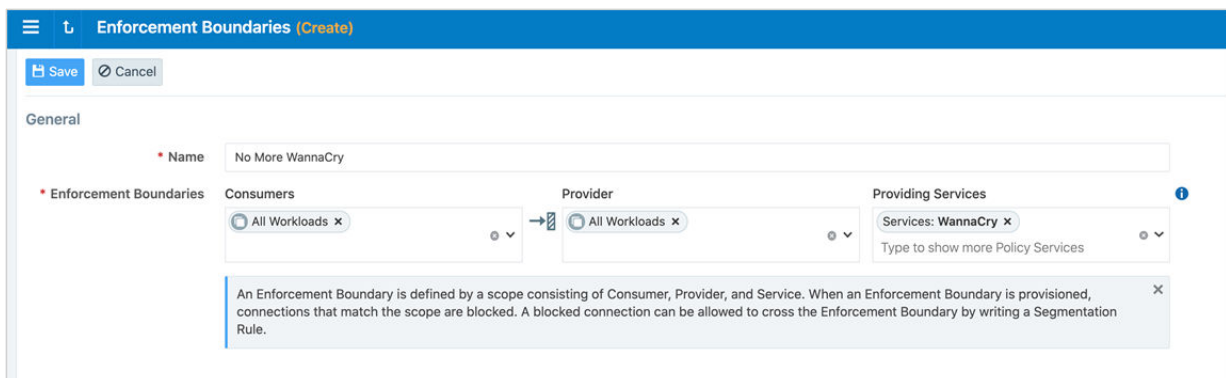 Enforcement Boundaries (Create)
Save Cancel
General
* Name No More WannaCry
* Enforcement Boundaries Consumers Provider Providing Services
All Workloads × All Workloads × Services: WannaCry ×
Type to show more Policy Services
An Enforcement Boundary is defined by a scope consisting of Consumer, Provider, and Service. When an Enforcement Boundary is provisioned,
connections that match the scope are blocked. A blocked connection can be allowed to cross the Enforcement Boundary by writing a Segmentation
Rule.